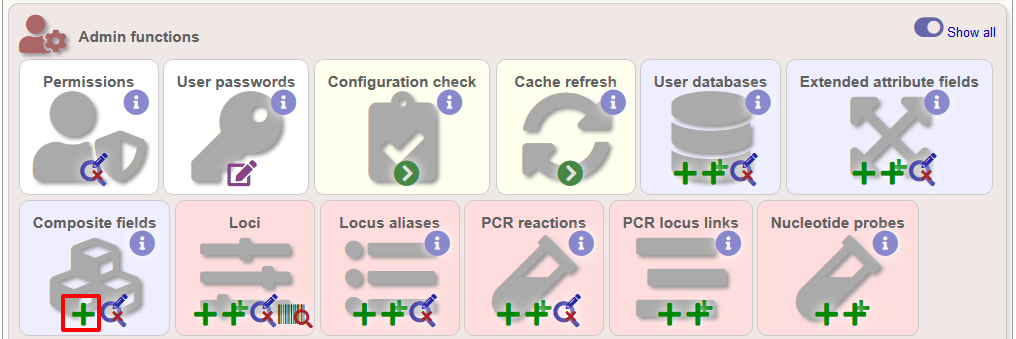 Admin functions
Show all
Permissions
User passwords
Configuration check
Cache refresh
User databases
Extended attribute fields
Composite fields
Loci
Locus aliases
PCR reactions
PCR locus links
Nucleotide probes